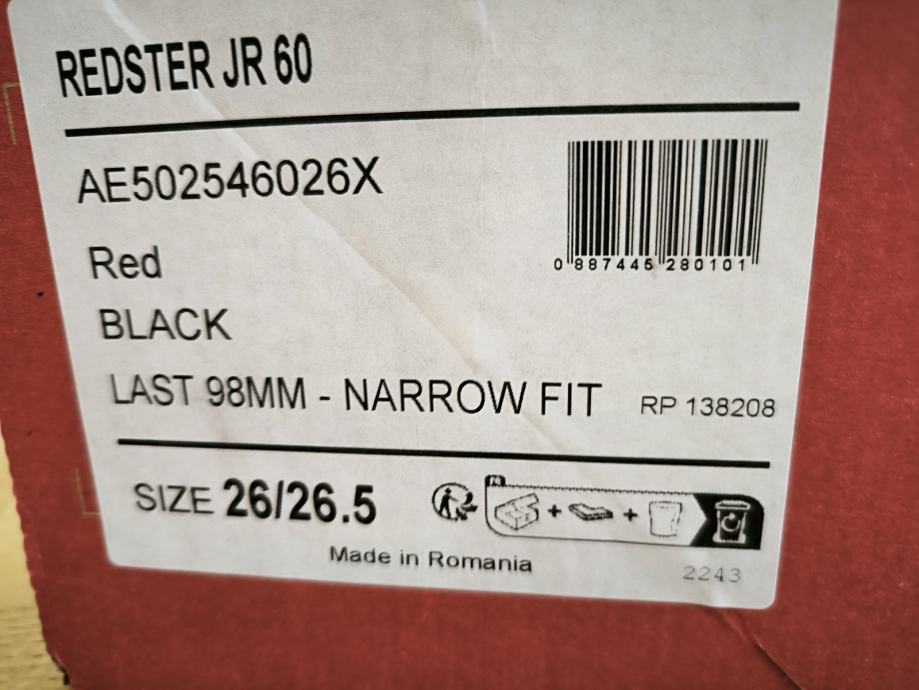 REDSTER JR 60
AE502546026X
0 887445 280101
Red
BLACK
LAST 98MM - NARROW FIT
RP 138208
SIZE 26/26.5
+ +
Made in Romania
2243